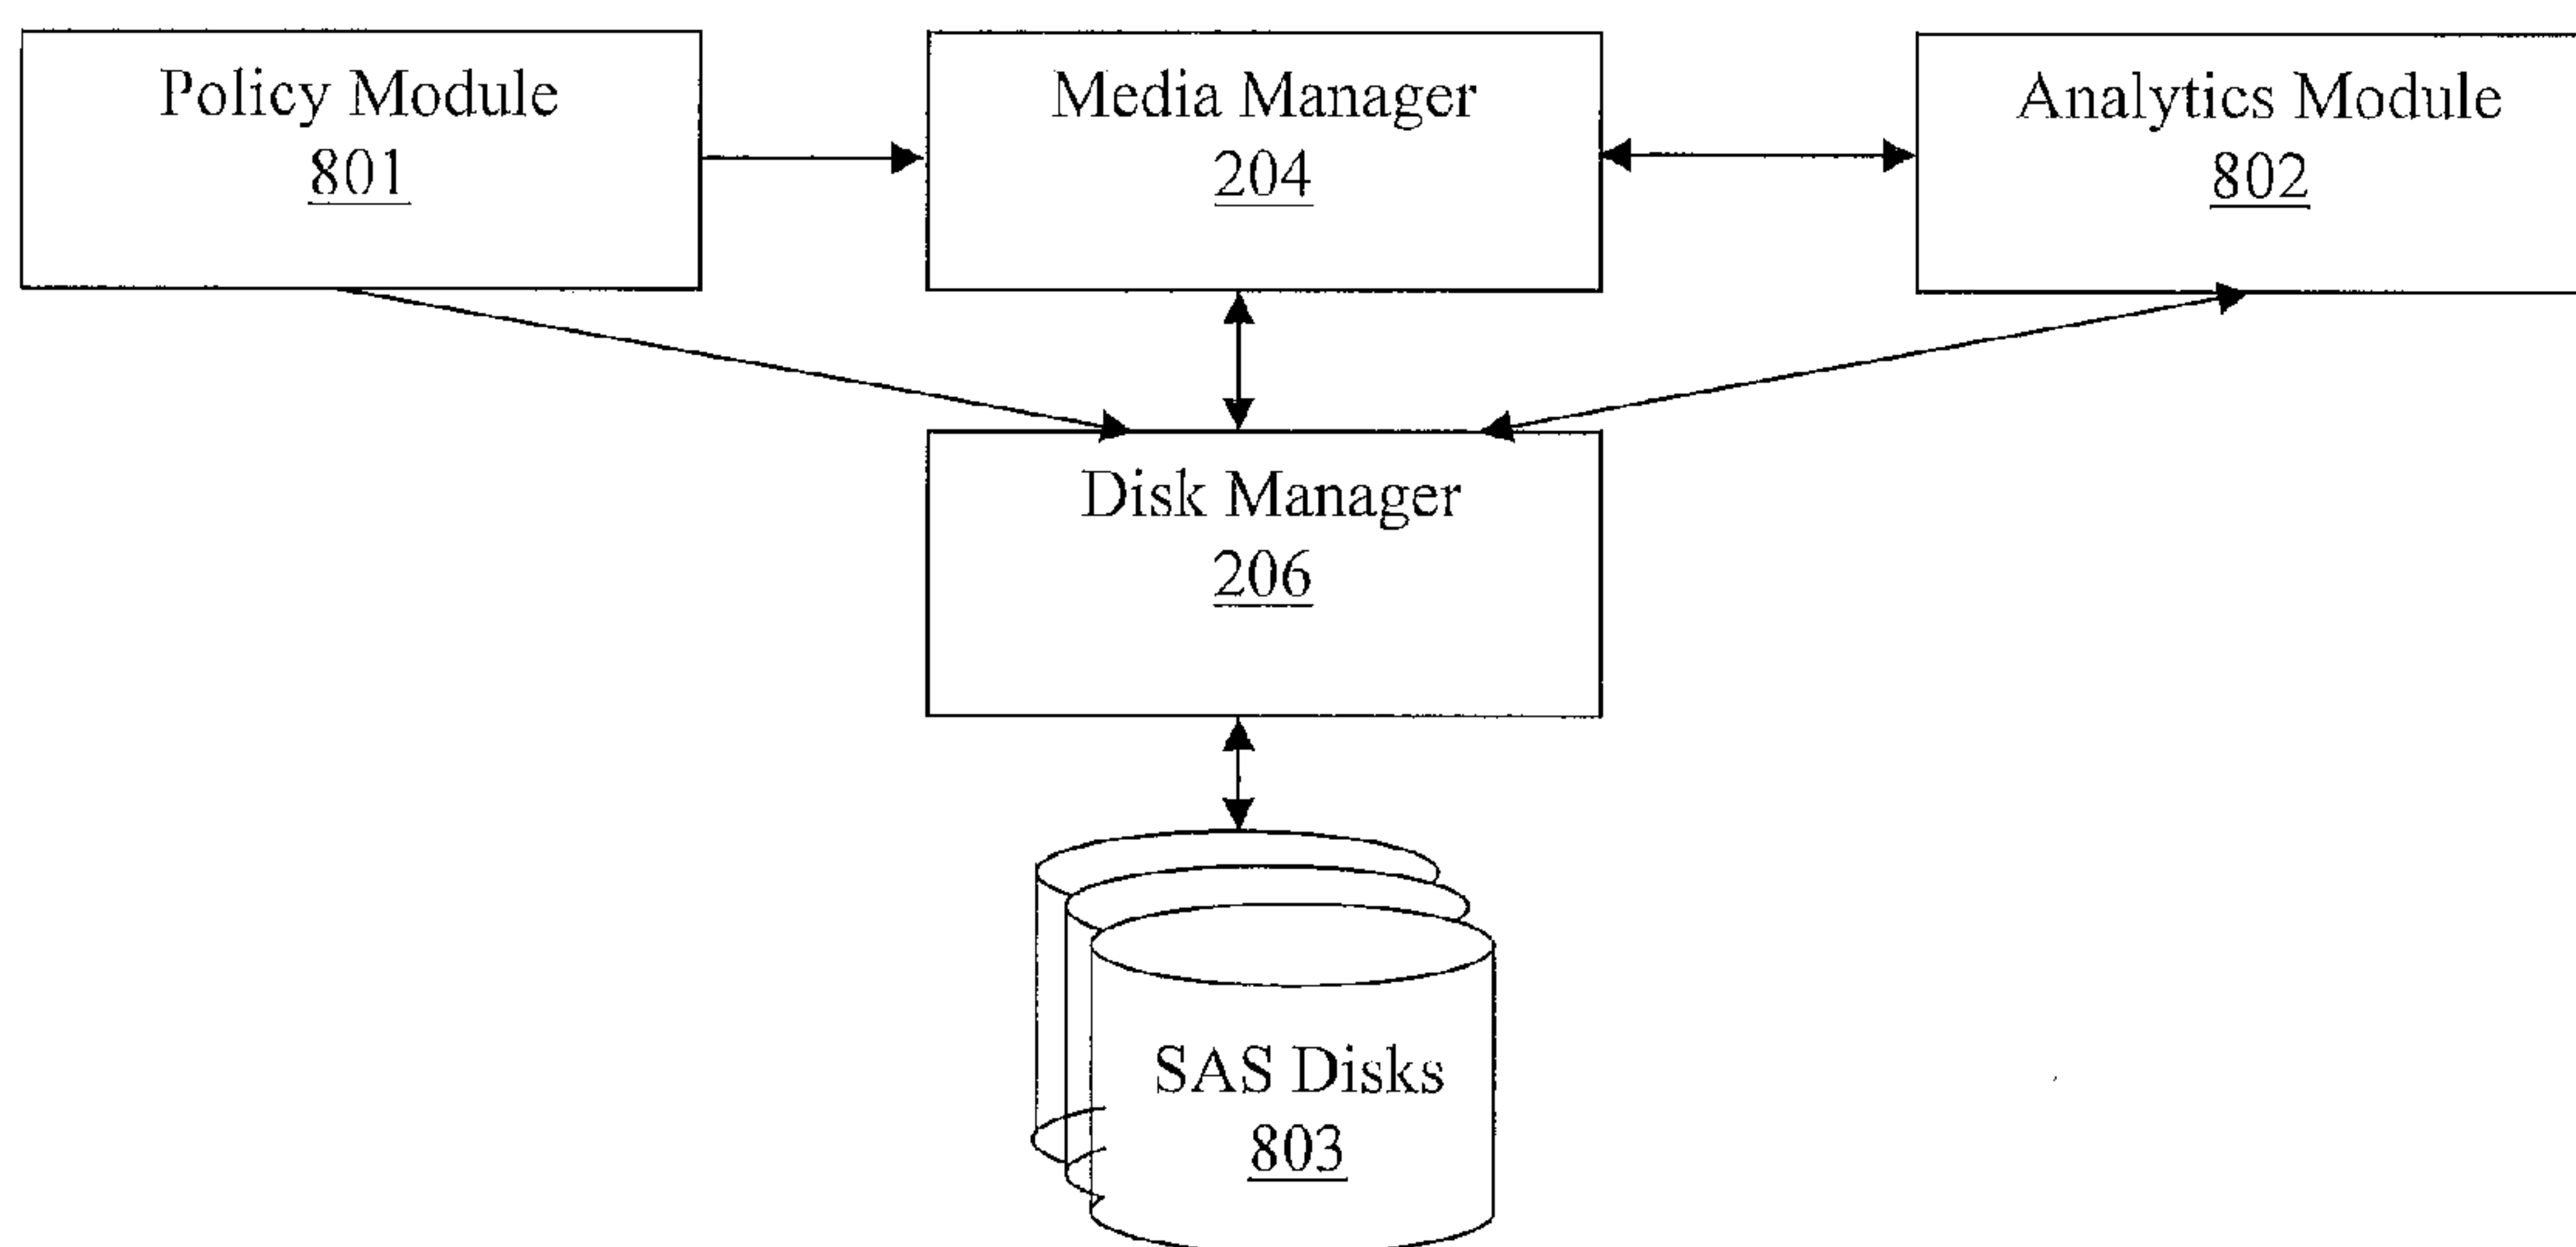 Policy Module
801
Media Manager
204
Analytics Module
802
Disk Manager
206
SAS Disks
803